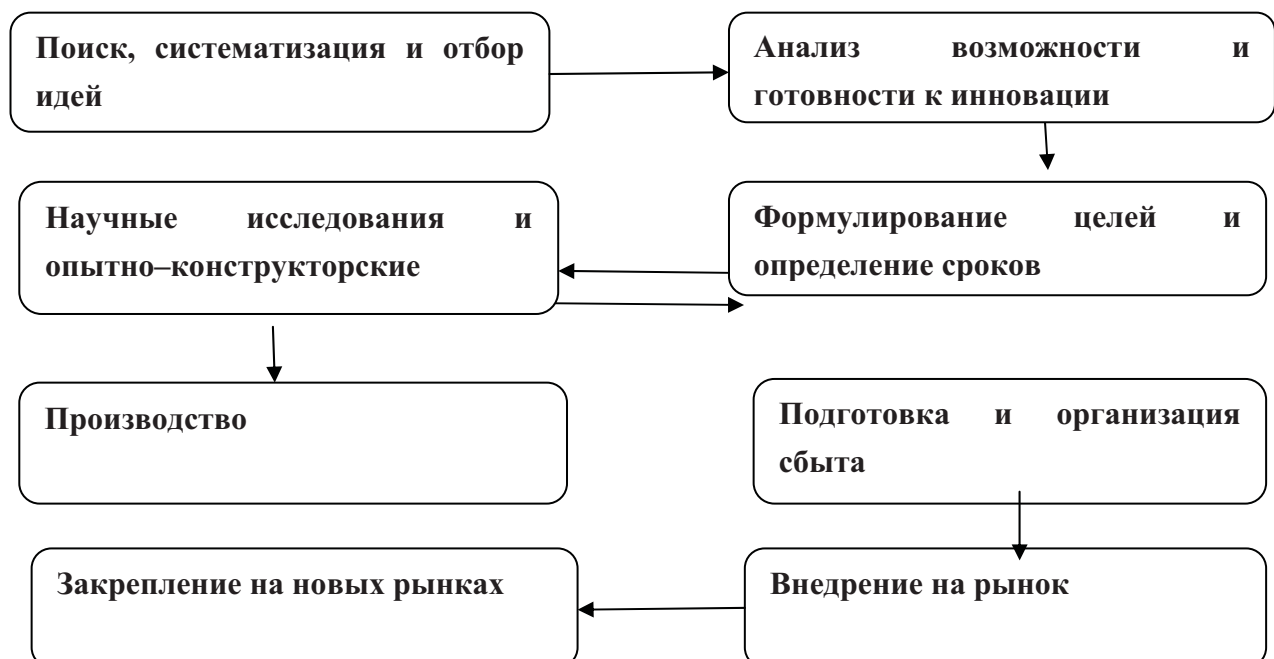 Поиск, систематизация и отбор
идей
Анализ возможности и
готовности к инновации
Научные исследования и
опытно–конструкторские
Формулирование целей и
определение сроков
Производство
Подготовка и организация
сбыта
Закрепление на новых рынках
Внедрение на рынок